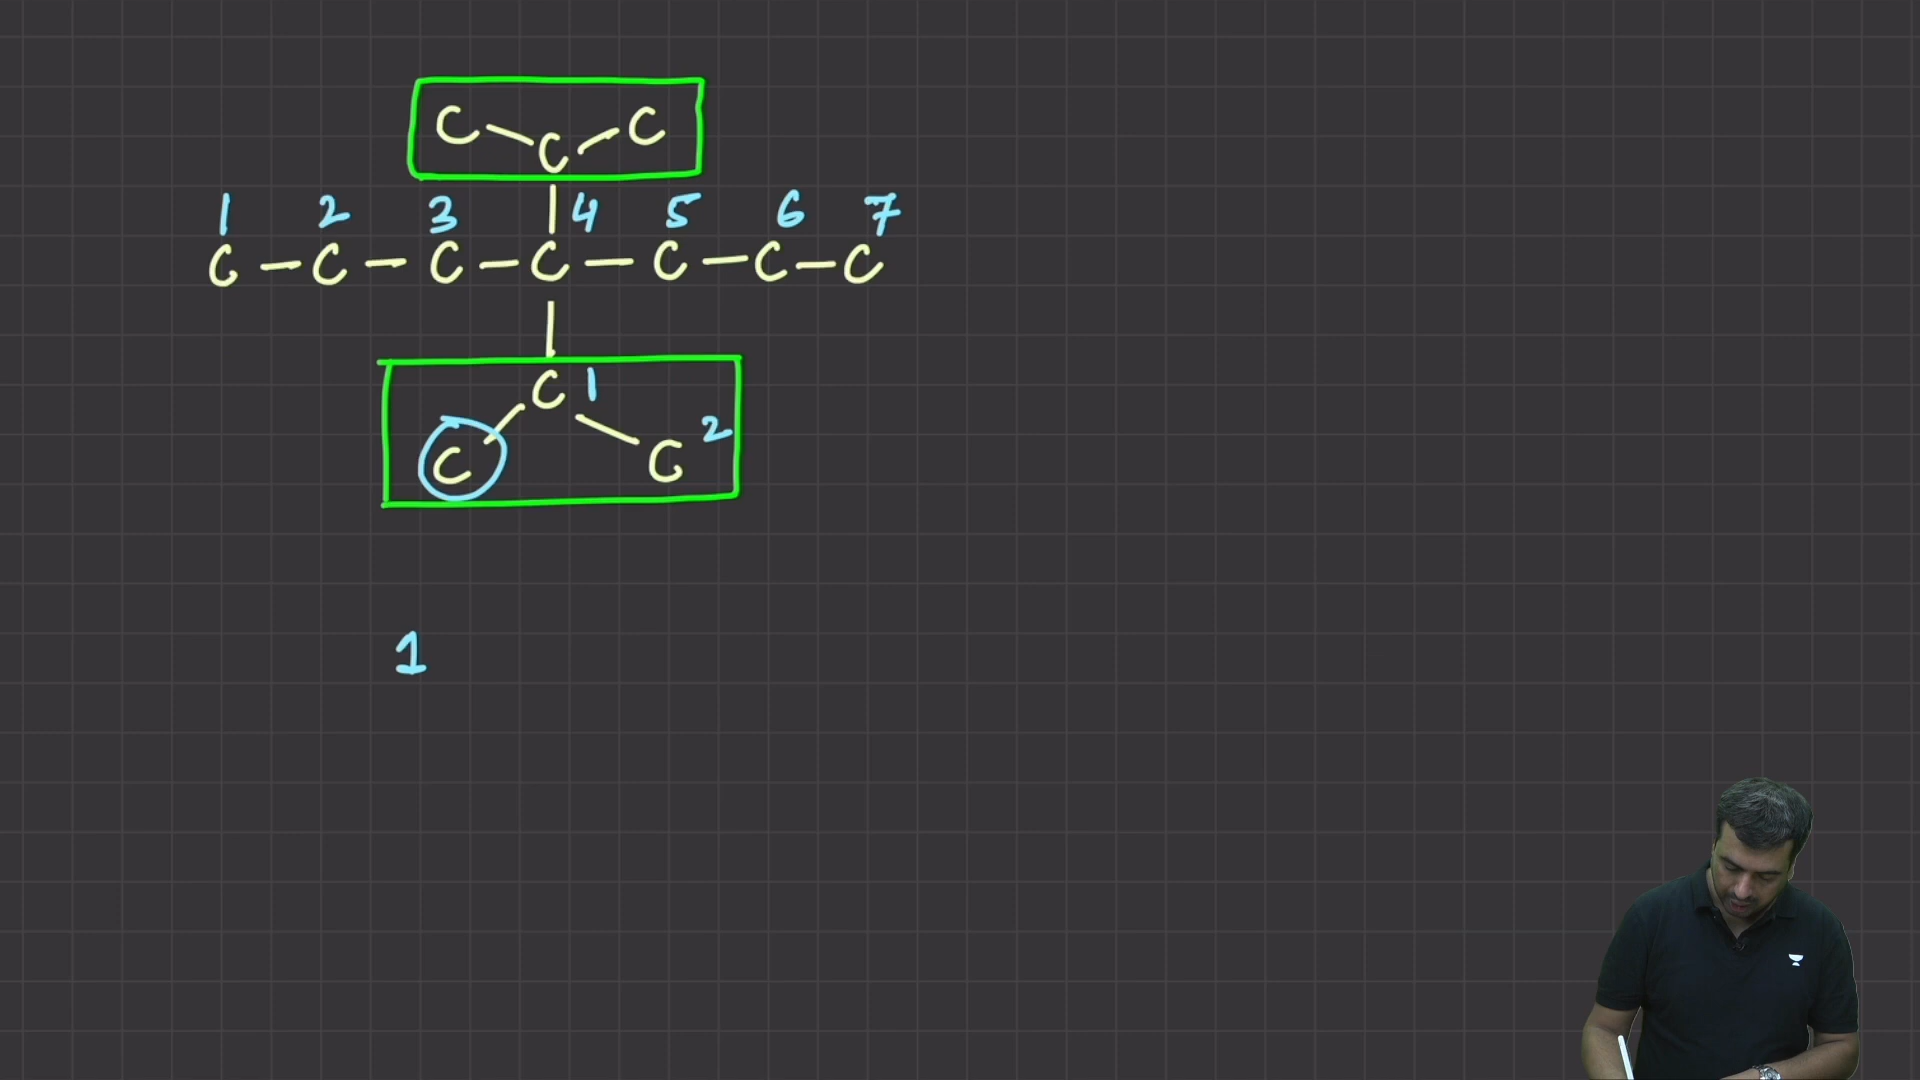 C C
C
1 2 3 4 5 6 7
C – C – C – C – C – C – C
C 1
C C 2
1